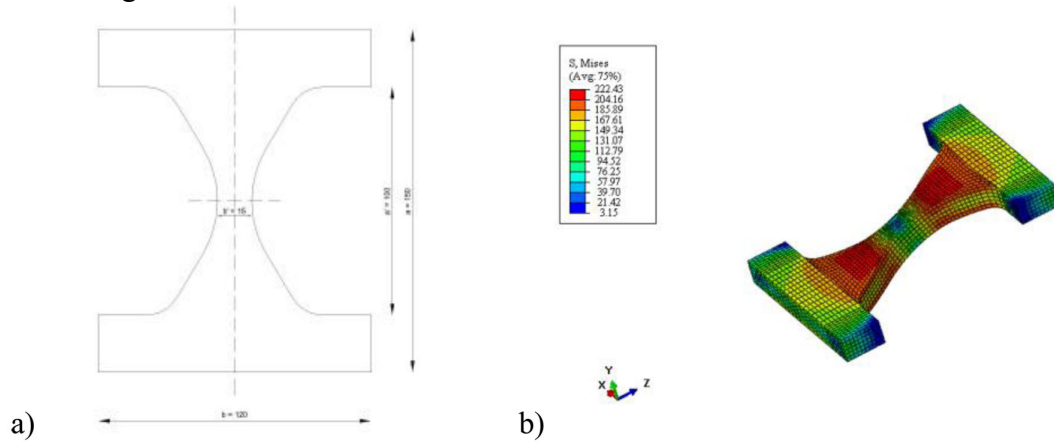 b' = 15
a' = 100
a = 150
b = 120
a)
S, Mises
(Avg: 75%)
222.43
204.16
185.89
167.61
149.34
131.07
112.79
94.52
76.25
57.97
39.70
21.42
3.15
Y
X
Z
b)